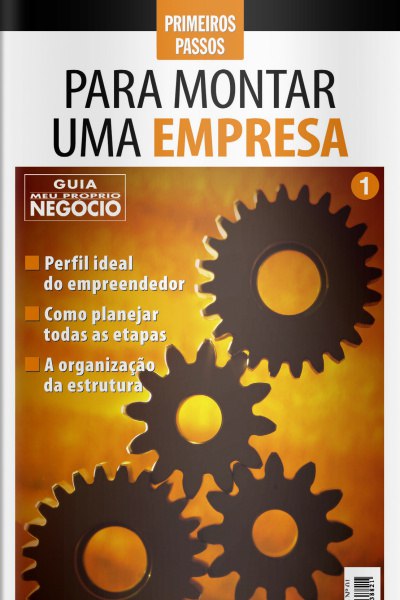 PRIMEIROS
PASSOS
PARA MONTAR
UMA EMPRESA
GUIA
MEU PRÓPRIO
NEGÓCIO
1
Perfil ideal
do empreendedor
Como planejar
todas as etapas
A organização
da estrutura